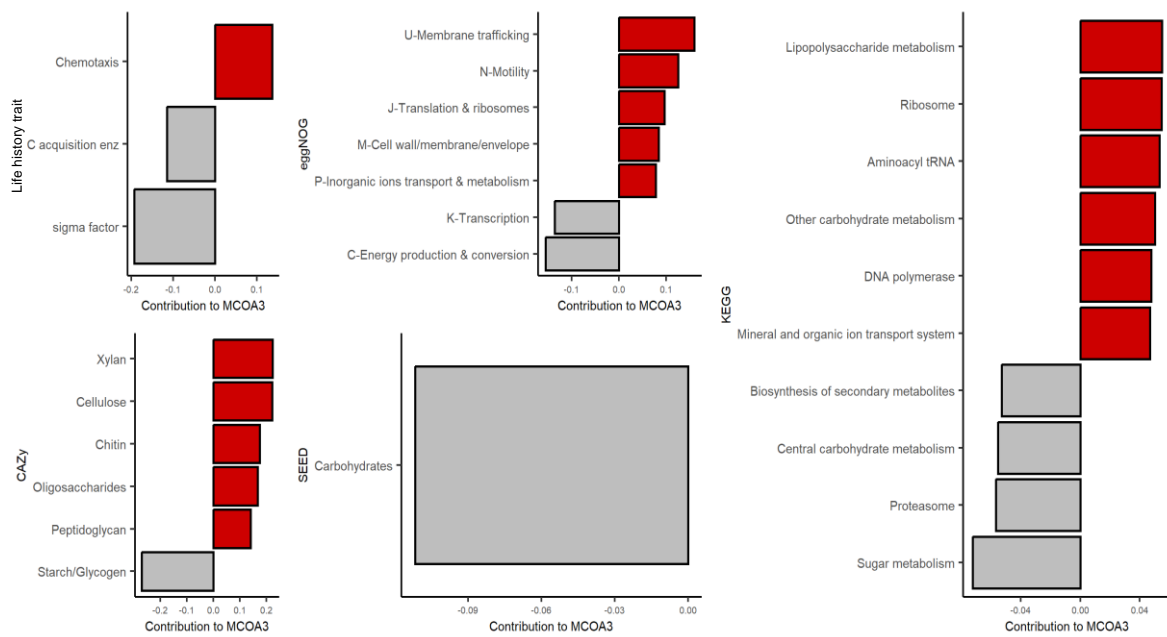 Life history trait
Chemotaxis
C acquisition enz
sigma factor
-0.2 -0.1 0.0 0.1
Contribution to MCOA3
eggNOG
U-Membrane trafficking
N-Motility
J-Translation & ribosomes
M-Cell wall/membrane/envelope
P-Inorganic ions transport & metabolism
K-Transcription
C-Energy production & conversion
-0.1 0.0 0.1
Contribution to MCOA3
KEGG
Lipopolysaccharide metabolism
Ribosome
Aminoacyl tRNA
Other carbohydrate metabolism
DNA polymerase
Mineral and organic ion transport system
Biosynthesis of secondary metabolites
Central carbohydrate metabolism
Proteasome
Sugar metabolism
-0.04 0.00 0.04
Contribution to MCOA3
CAZy
Xylan
Cellulose
Chitin
Oligosaccharides
Peptidoglycan
Starch/Glycogen
-0.2 -0.1 0.0 0.1 0.2
Contribution to MCOA3
SEED
Carbohydrates
-0.09 -0.06 -0.03 0.00
Contribution to MCOA3